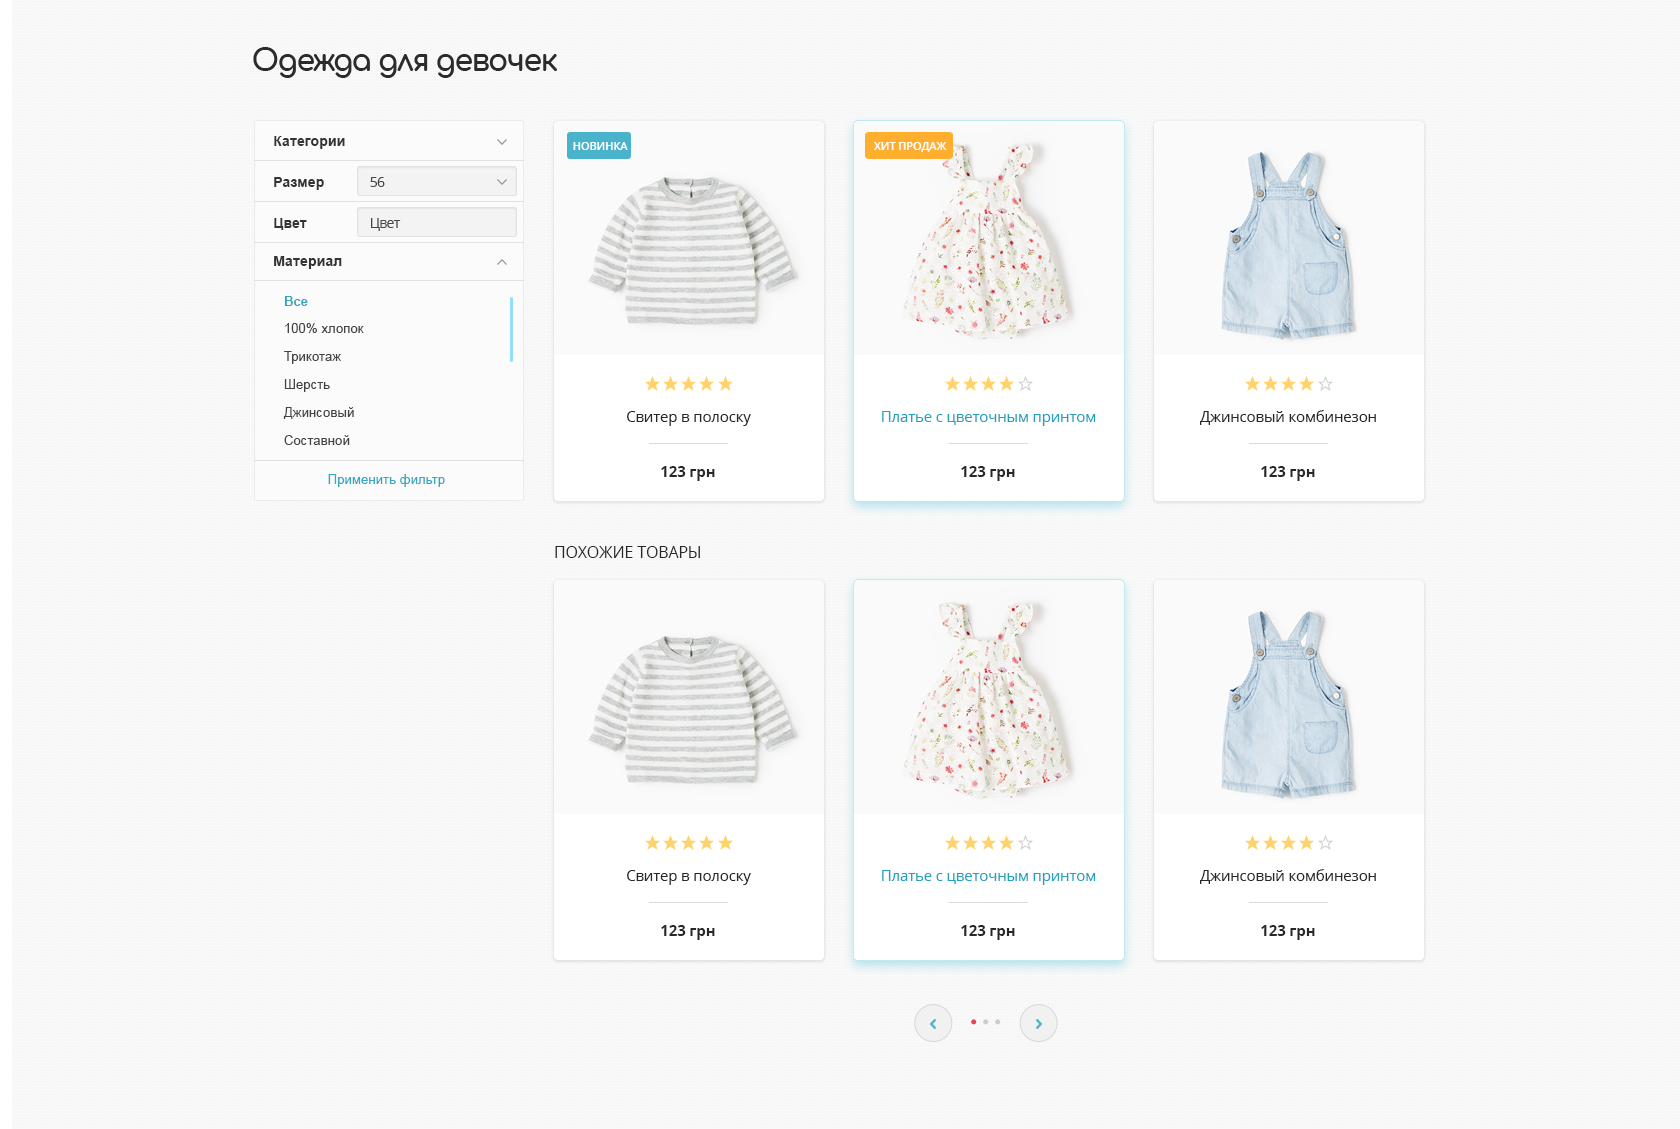 Одежда для девочек
Категории
Размер 56
Цвет Цвет
Материал
Все
100% хлопок
Трикотаж
Шерсть
Джинсовый
Составной
Применить фильтр
НОВИНКА
Свитер в полоску
123 грн
ХИТ ПРОДАЖ
Платье с цветочным принтом
123 грн
Джинсовый комбинезон
123 грн
ПОХОЖИЕ ТОВАРЫ
Свитер в полоску
123 грн
Платье с цветочным принтом
123 грн
Джинсовый комбинезон
123 грн